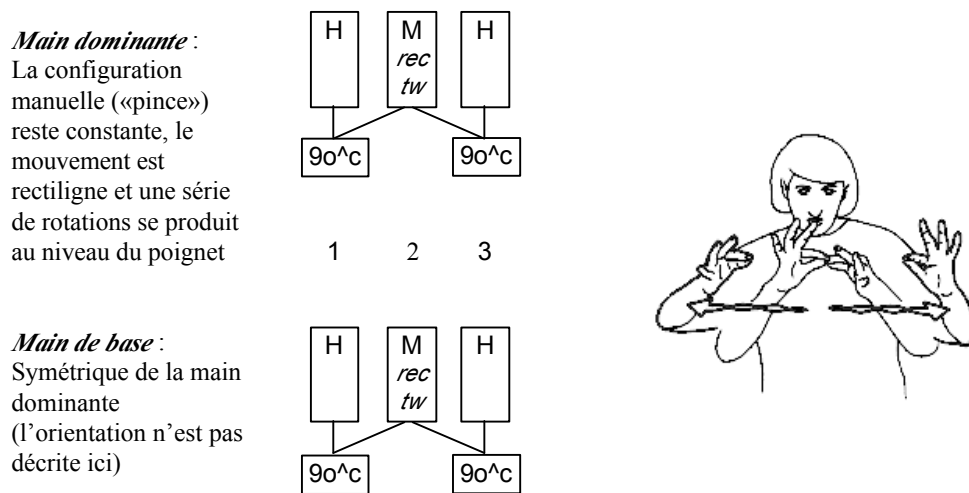 Main dominante :
La configuration
manuelle («pince»)
reste constante, le
mouvement est
rectiligne et une série
de rotations se produit
au niveau du poignet
H M H
rec
tw
9o^c 9o^c
1 2 3
Main de base :
Symétrique de la main
dominante
(l’orientation n’est pas
décrite ici)
H M H
rec
tw
9o^c 9o^c